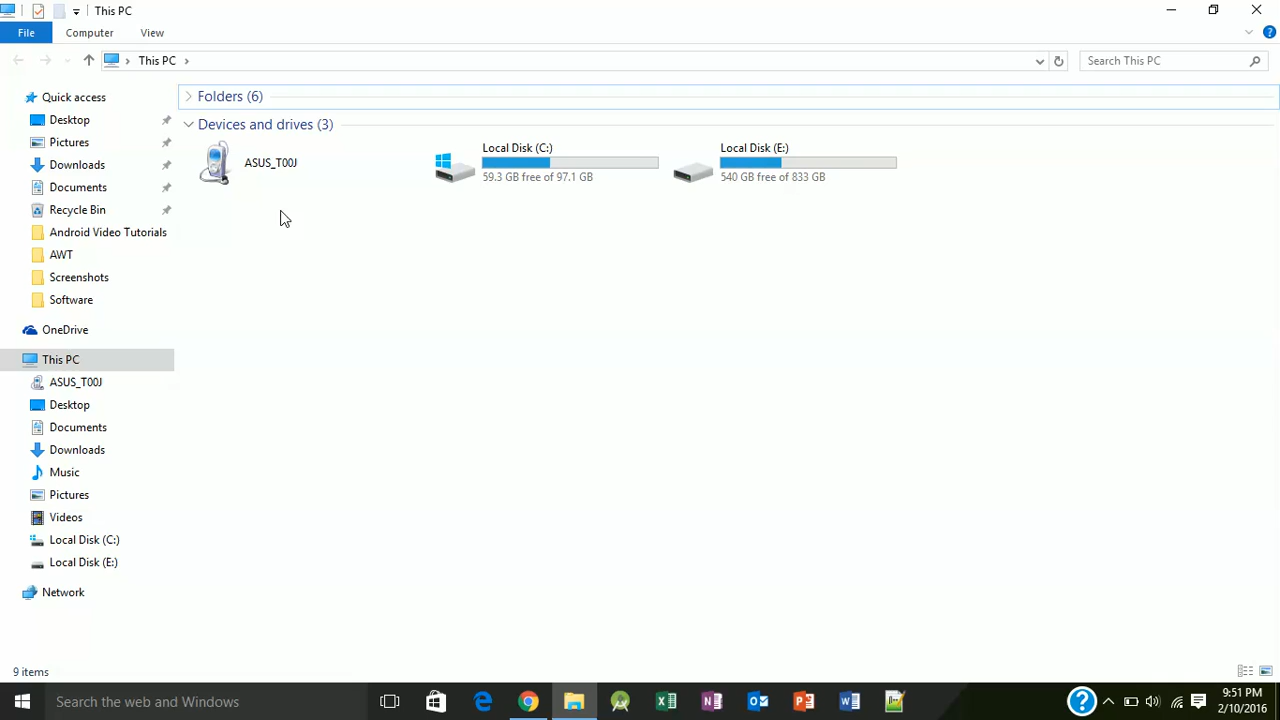 This PC
File Computer View
This PC
Search This PC
Quick access
Desktop
Pictures
Downloads
Documents
Recycle Bin
Android Video Tutorials
AWT
Screenshots
Software
OneDrive
This PC
ASUS_T00J
Desktop
Documents
Downloads
Music
Pictures
Videos
Local Disk (C:)
Local Disk (E:)
Network
Folders (6)
Devices and drives (3)
ASUS_T00J
Local Disk (C:)
59.3 GB free of 97.1 GB
Local Disk (E:)
540 GB free of 833 GB
9 items
Search the web and Windows
9:51 PM
2/10/2016